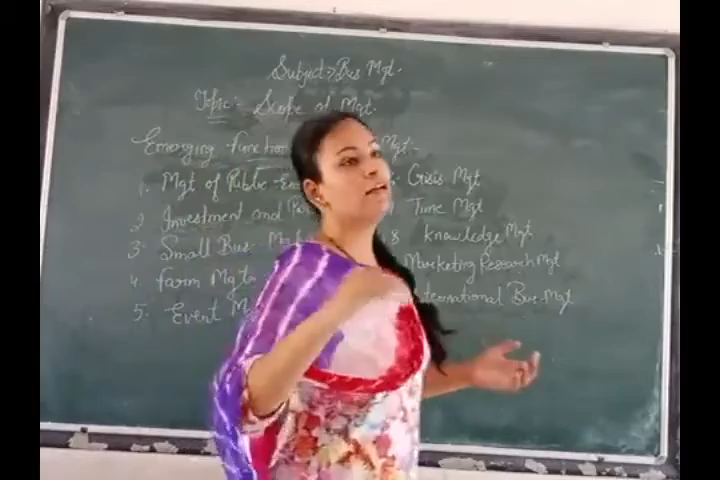 Subject > Bus Mgt.
Topic:- Scope of Mgt.
Emerging Mgt-
1. Mgt of Public
2 Investment and
3. Small Bus.
4. farm Mgt.
5. Event
Crisis Mgt
Time Mgt
8 Knowledge Mgt
Marketing Research Mgt
Bus. Mgt